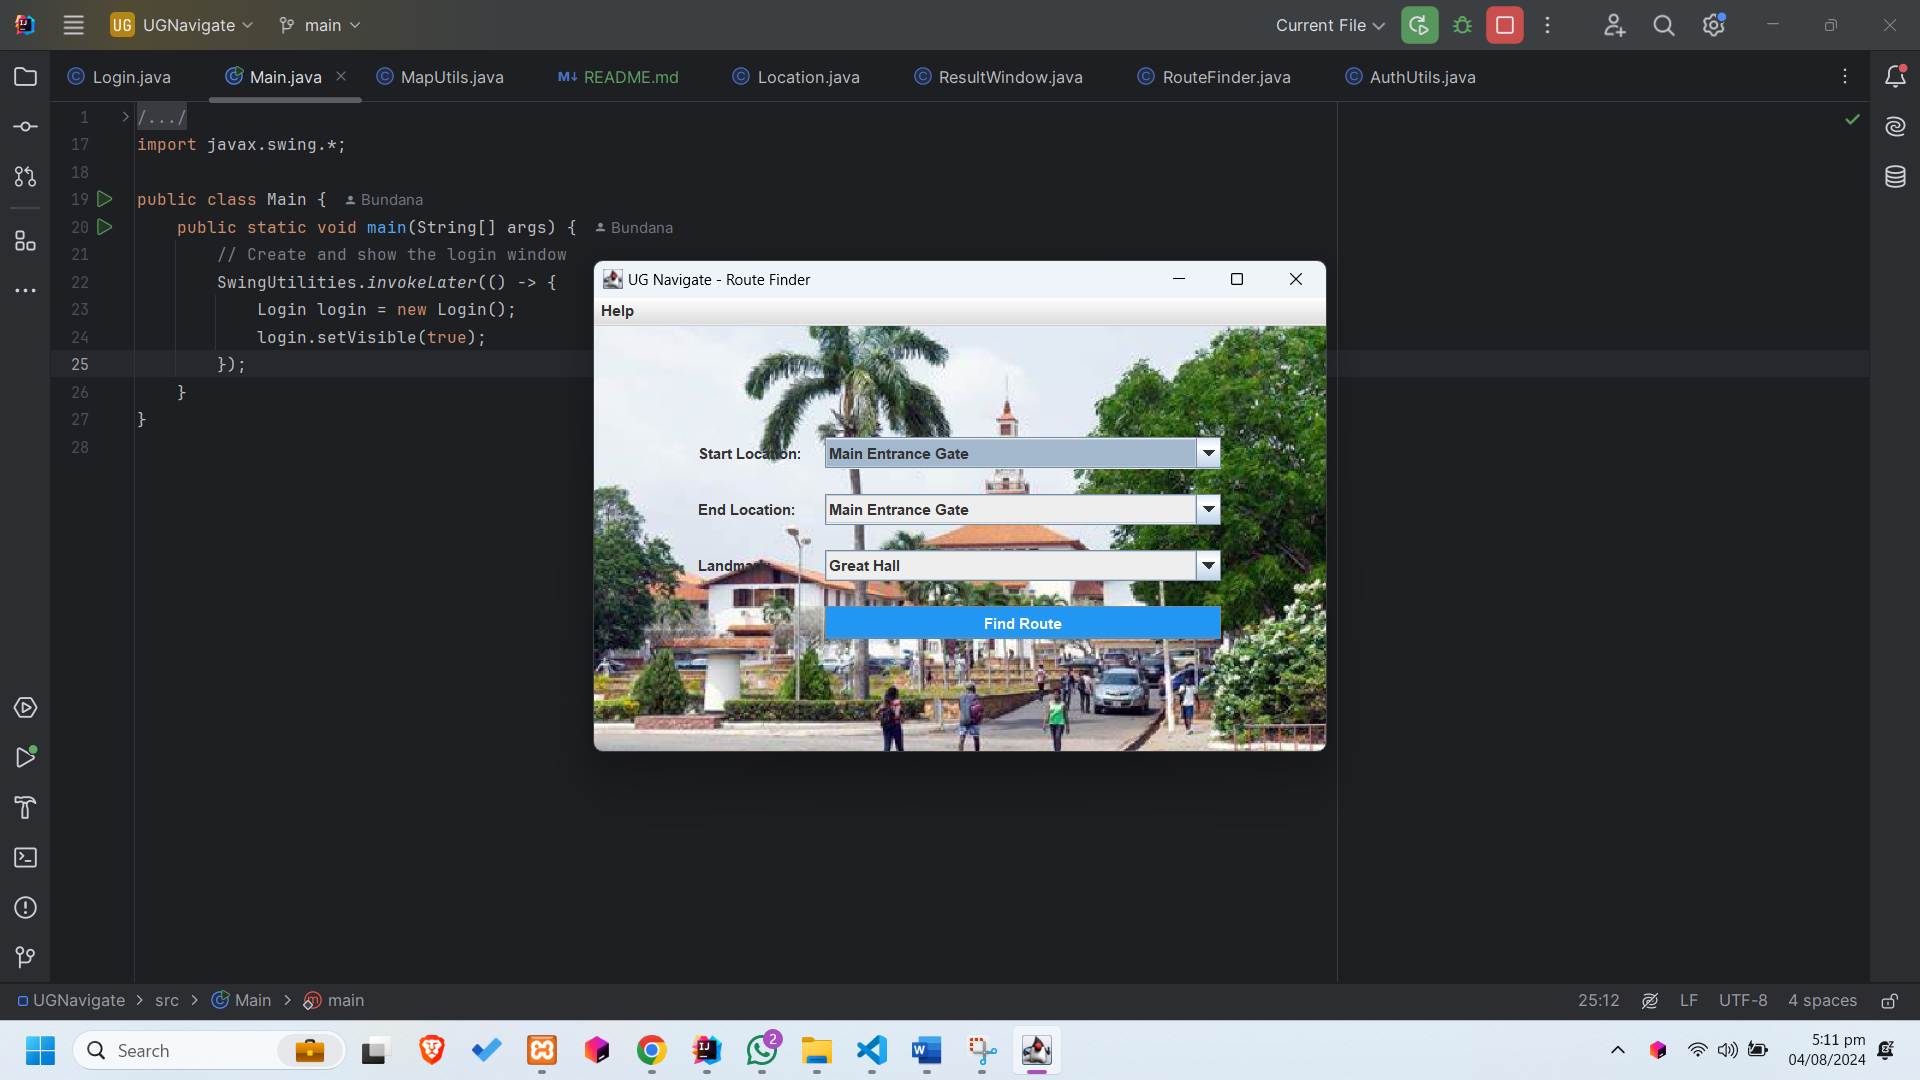 UG UGNavigate main Current File
Login.java Main.java MapUtils.java M↓ README.md Location.java ResultWindow.java RouteFinder.java AuthUtils.java
1 /.../
17 import javax.swing.*;
18
19 public class Main { Bundana
20 public static void main(String[] args) { Bundana
21 // Create and show the login window
22 SwingUtilities.invokeLater(() -> {
23 Login login = new Login();
24 login.setVisible(true);
25 });
26 }
27 }
28
UG Navigate - Route Finder
Help
Start Location: Main Entrance Gate
End Location: Main Entrance Gate
Landmark: Great Hall
Find Route
UGNavigate > src > Main > main 25:12 LF UTF-8 4 spaces
Search 2 5:11 pm
04/08/2024